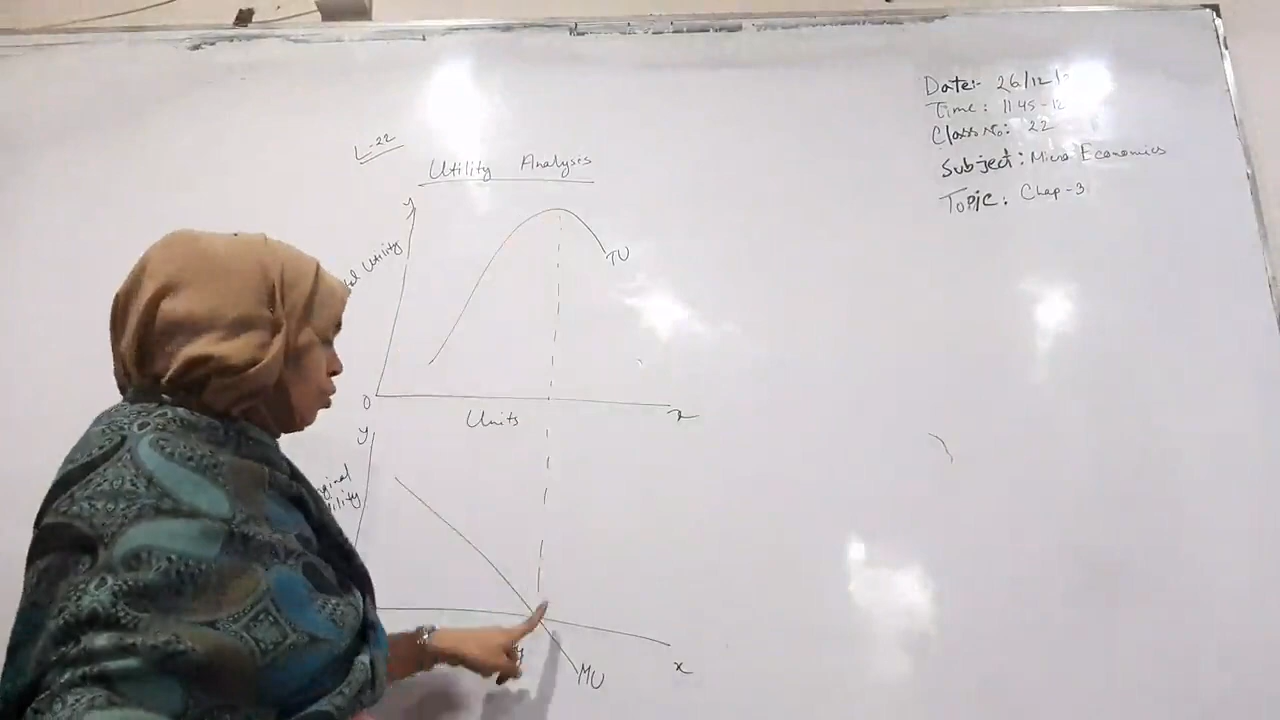 L-22
Utility Analysis
y
Utility
TU
O
Units
x
y
MU
x
Date:- 26/12/
Time: 11 45 - 12
Class No: 22
Subject: Micro Economics
Topic: Chap-3